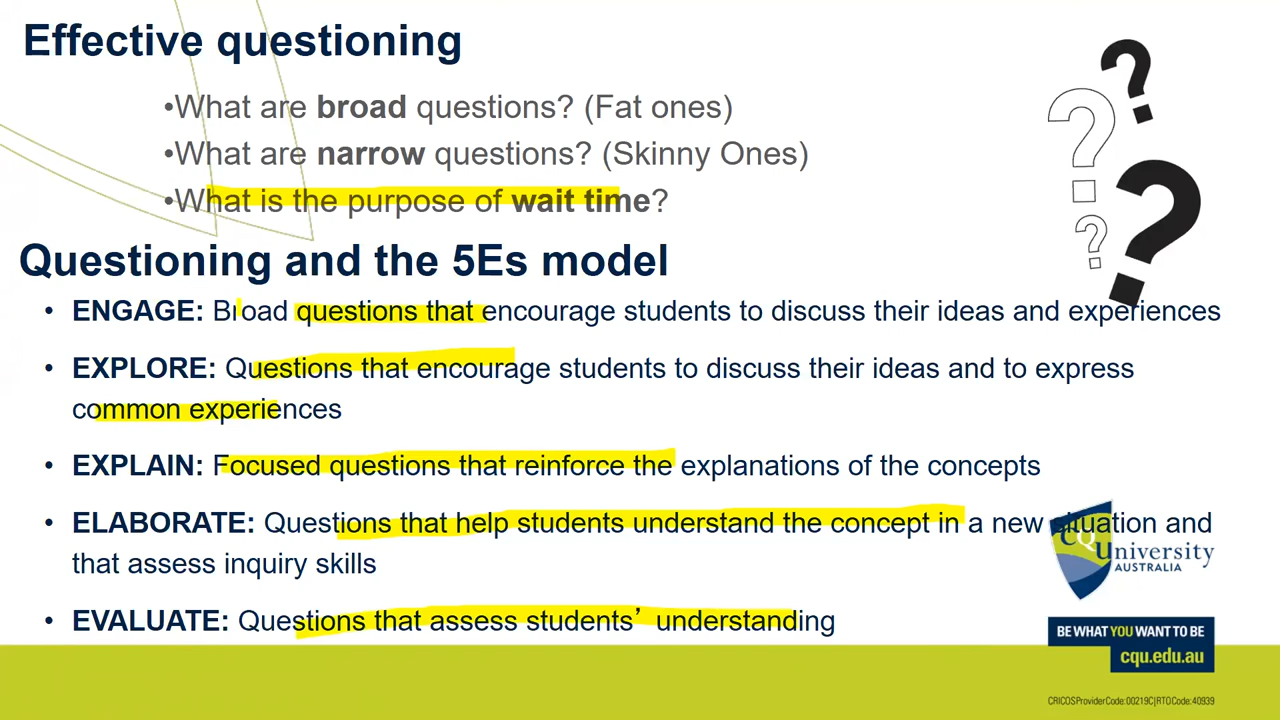 Effective questioning
•What are broad questions? (Fat ones)
•What are narrow questions? (Skinny Ones)
•What is the purpose of wait time?
Questioning and the 5Es model
• ENGAGE: Broad questions that encourage students to discuss their ideas and experiences
• EXPLORE: Questions that encourage students to discuss their ideas and to express
common experiences
• EXPLAIN: Focused questions that reinforce the explanations of the concepts
• ELABORATE: Questions that help students understand the concept in a new situation and
that assess inquiry skills
• EVALUATE: Questions that assess students’ understanding
? ? ? ?
CQUniversity
AUSTRALIA
BE WHAT YOU WANT TO BE
cqu.edu.au
CRICOS Provider Code: 00219C | RTO Code: 40939